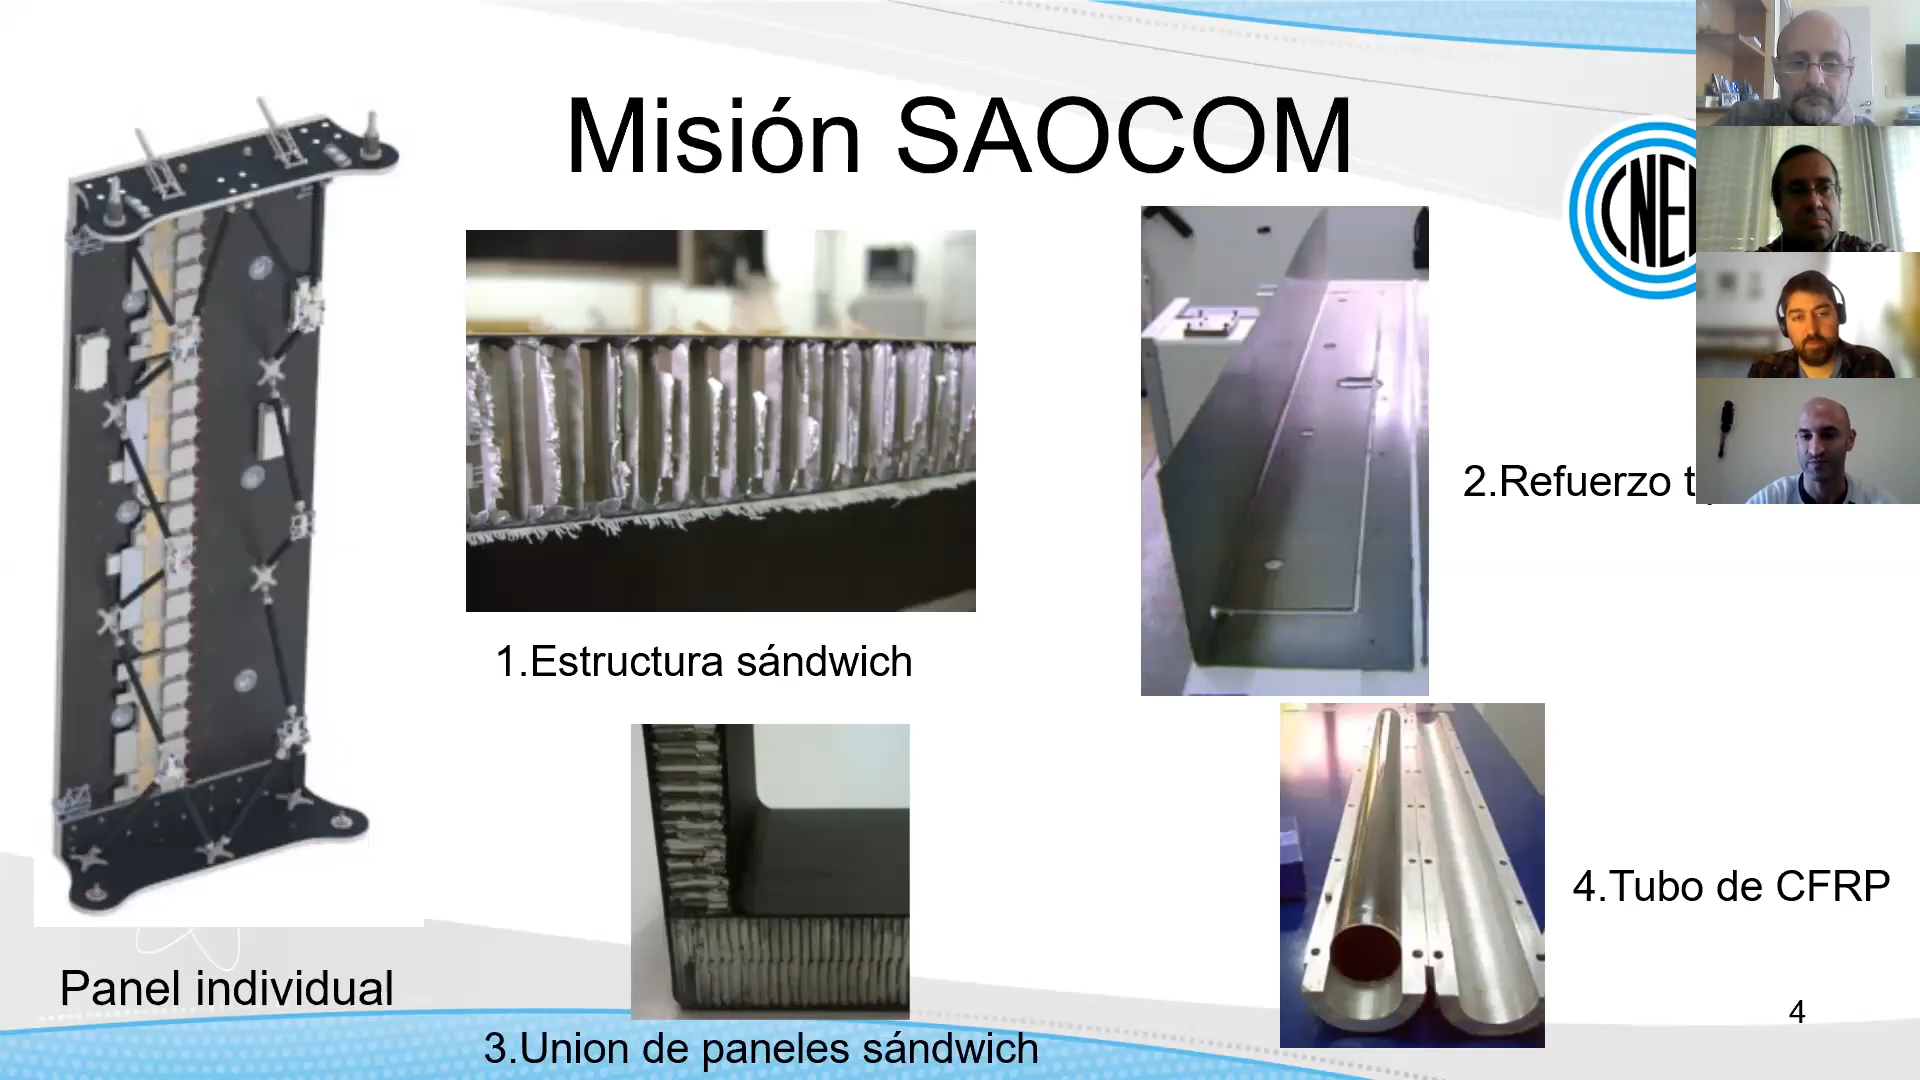 Misión SAOCOM
1.Estructura sándwich
2.Refuerzo
3.Union de paneles sándwich
4.Tubo de CFRP
Panel individual
4